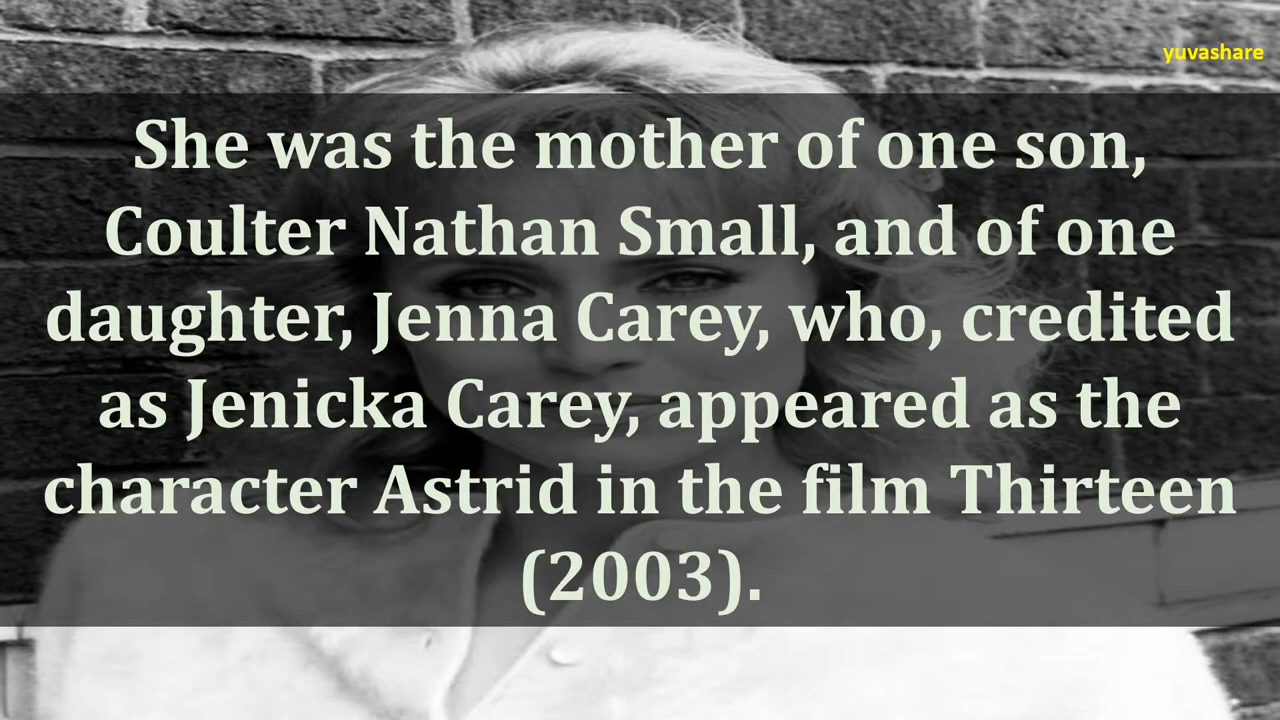 yuvashare
She was the mother of one son,
Coulter Nathan Small, and of one
daughter, Jenna Carey, who, credited
as Jenicka Carey, appeared as the
character Astrid in the film Thirteen
(2003).